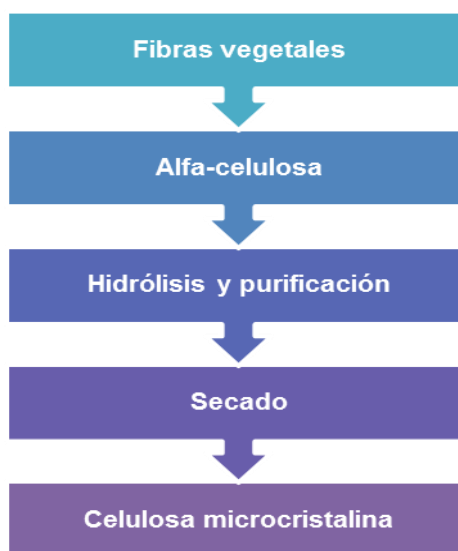 Fibras vegetales
Alfa-celulosa
Hidrólisis y purificación
Secado
Celulosa microcristalina